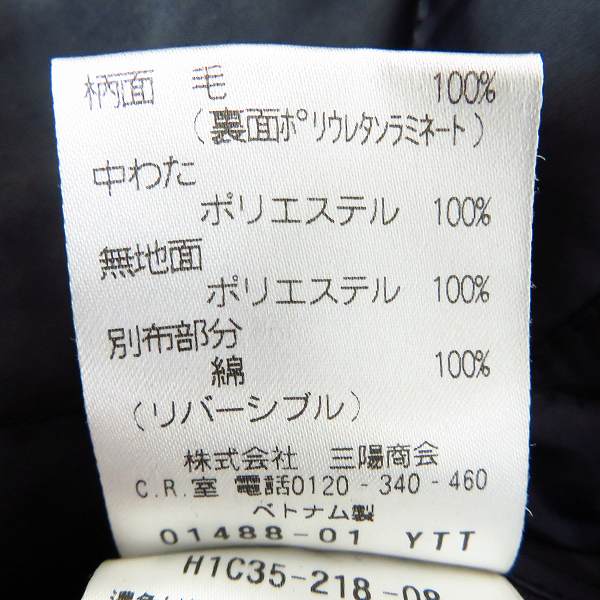 柄面 毛 100%
(裏面ポリウレタンラミネート)
中わた
ポリエステル 100%
無地面
ポリエステル 100%
別布部分
綿 100%
(リバーシブル)
株式会社 三陽商会
C.R.室 電話0120-340-460
ベトナム製
01488-01 YTT
H1C35-218-08